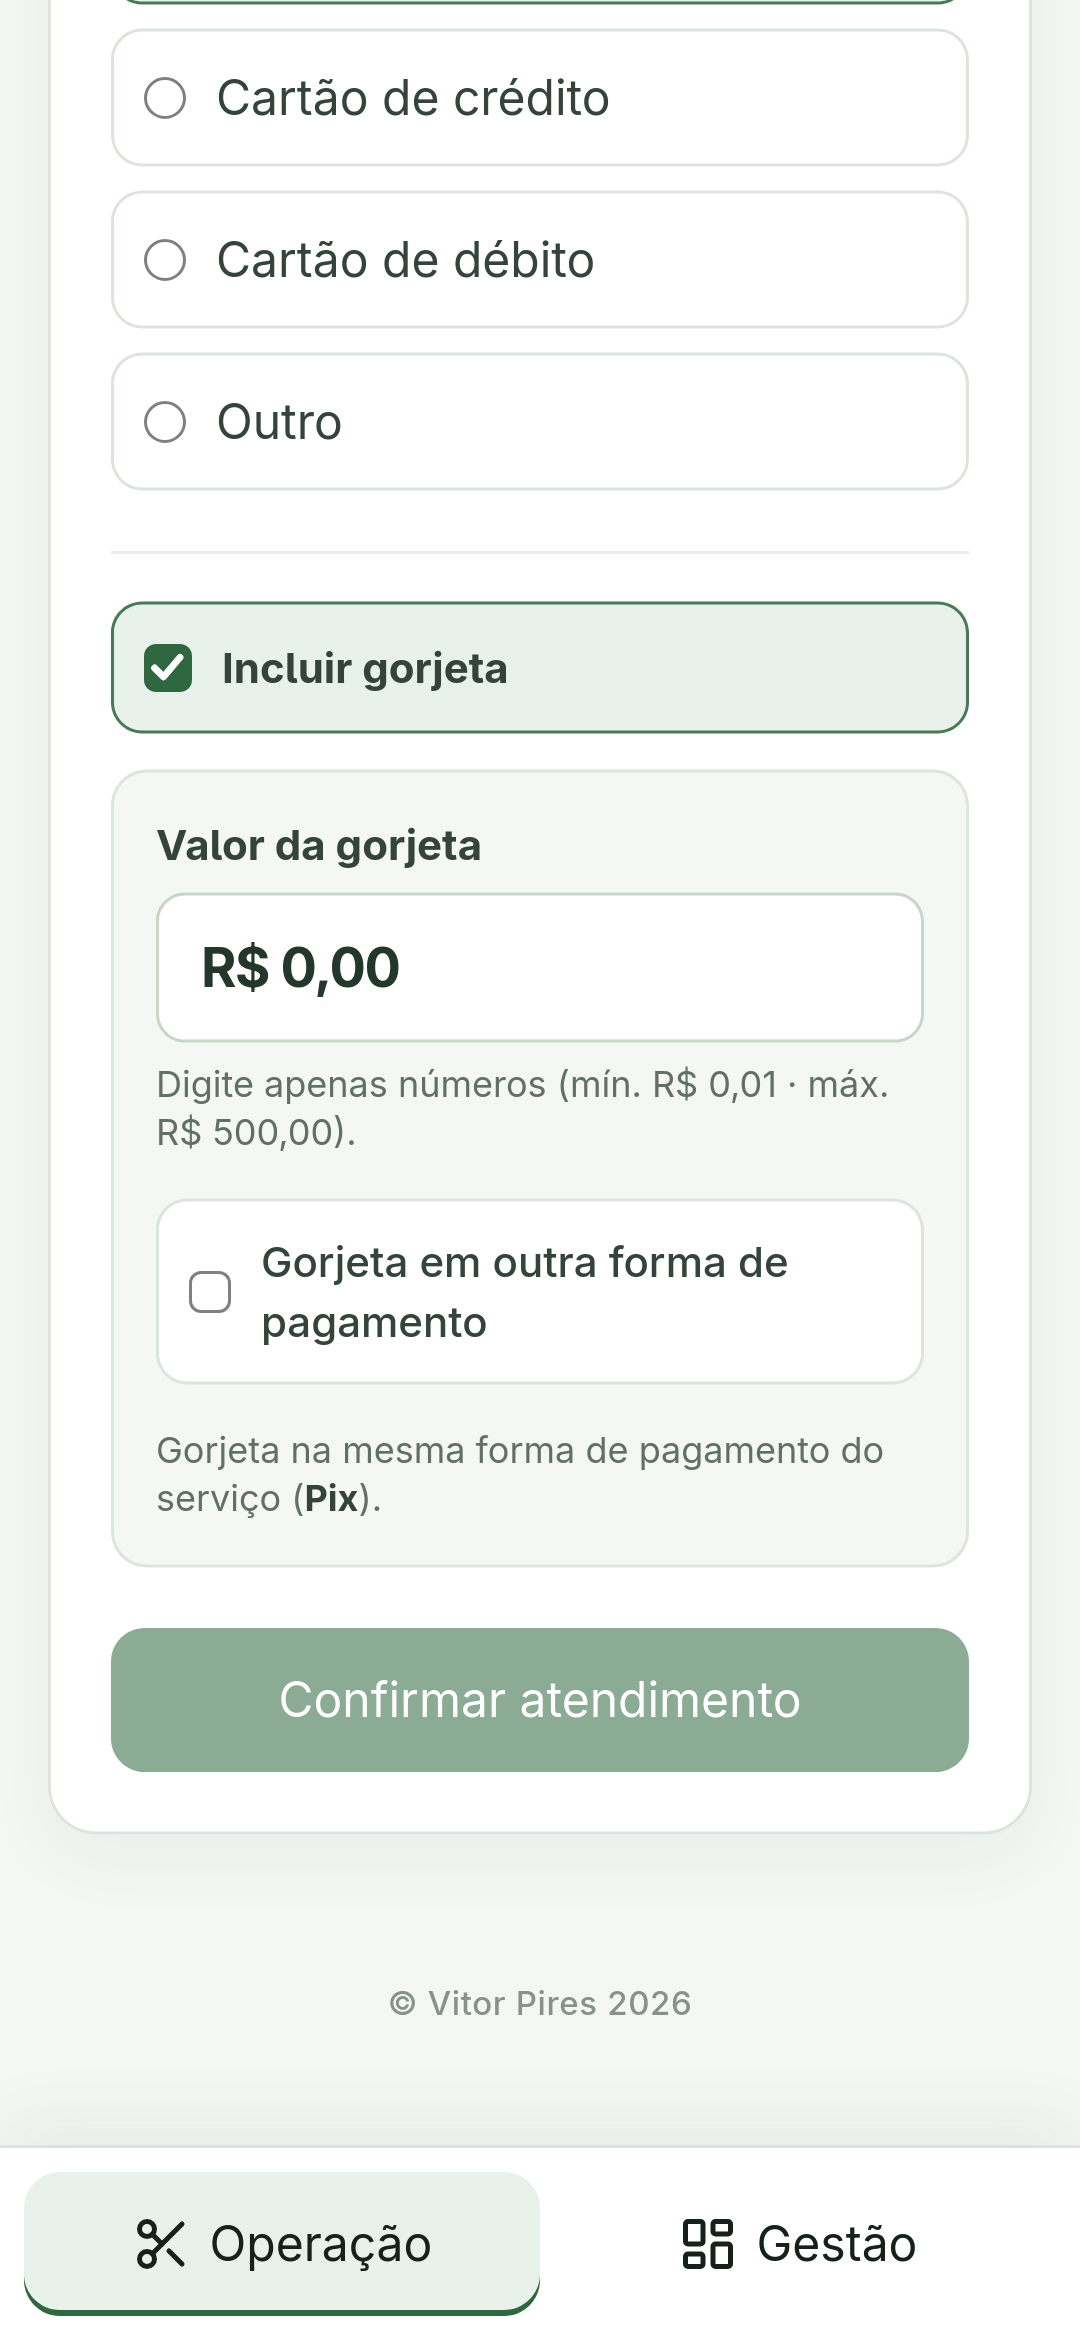 Cartão de crédito
Cartão de débito
Outro
Incluir gorjeta
Valor da gorjeta
R$ 0,00
Digite apenas números (mín. R$ 0,01 · máx.
R$ 500,00).
Gorjeta em outra forma de
pagamento
Gorjeta na mesma forma de pagamento do
serviço (Pix).
Confirmar atendimento
© Vitor Pires 2026
Operação
Gestão